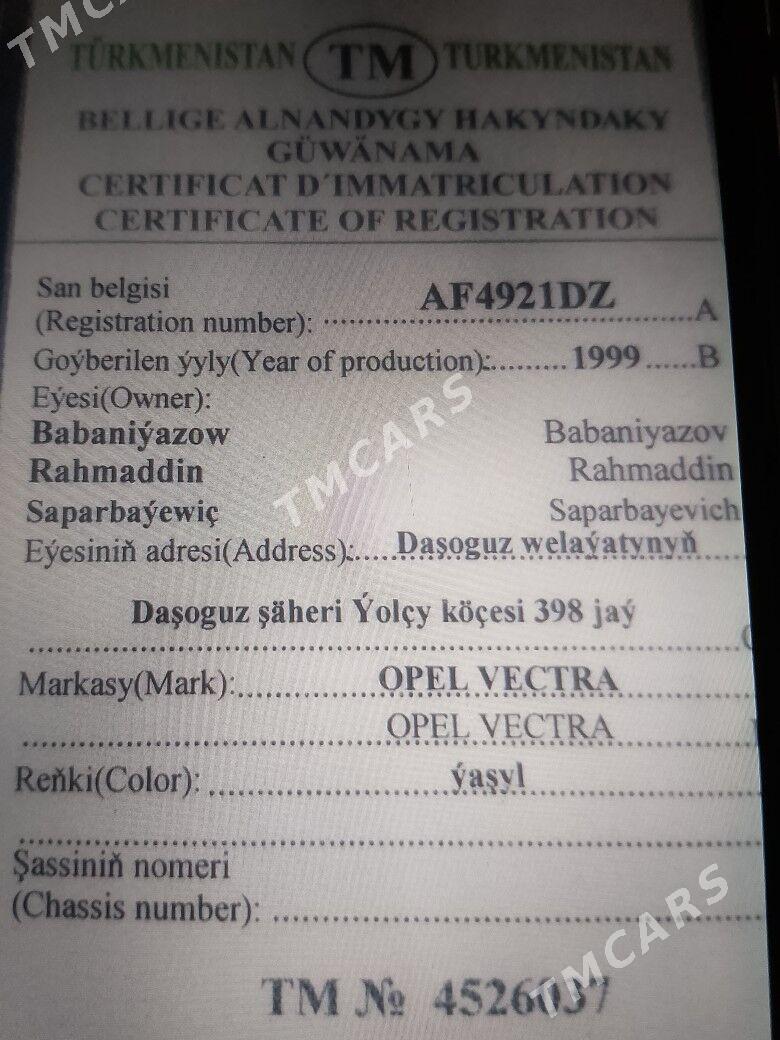 TÜRKMENISTAN TM TURKMENISTAN
BELLIGE ALNANDYGY HAKYNDAKY
GÜWÄNAMA
CERTIFICAT D´IMMATRICULATION
CERTIFICATE OF REGISTRATION
San belgisi
(Registration number): AF4921DZ A
Goýberilen ýyly(Year of production): 1999 B
Eýesi(Owner):
Babaniýazow Babaniyazov
Rahmaddin Rahmaddin
Saparbaýewiç Saparbayevich
Eýesiniň adresi(Address): Daşoguz welaýatynyň
Daşoguz şäheri Ýolçy köçesi 398 jaý
Markasy(Mark): OPEL VECTRA
OPEL VECTRA
Reňki(Color): ýaşyl
Şassiniň nomeri
(Chassis number):
TM № 4526037
TMCARS
TMCARS
TMCARS